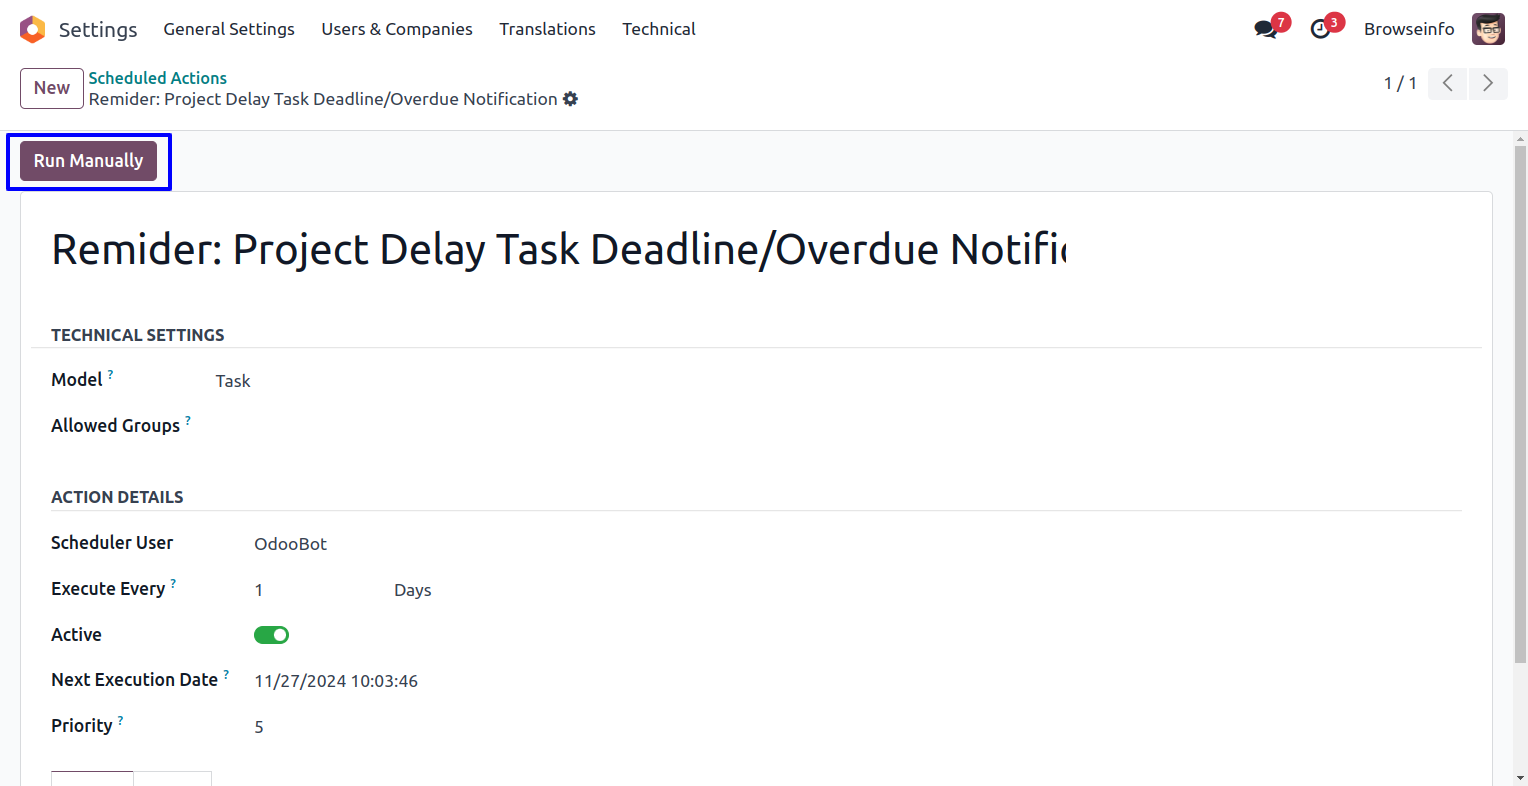 Settings General Settings Users & Companies Translations Technical 7 3 Browseinfo
New Scheduled Actions
Remider: Project Delay Task Deadline/Overdue Notification
1 / 1
Run Manually
Remider: Project Delay Task Deadline/Overdue Notific
TECHNICAL SETTINGS
Model ? Task
Allowed Groups ?
ACTION DETAILS
Scheduler User OdooBot
Execute Every ? 1 Days
Active
Next Execution Date ? 11/27/2024 10:03:46
Priority ? 5